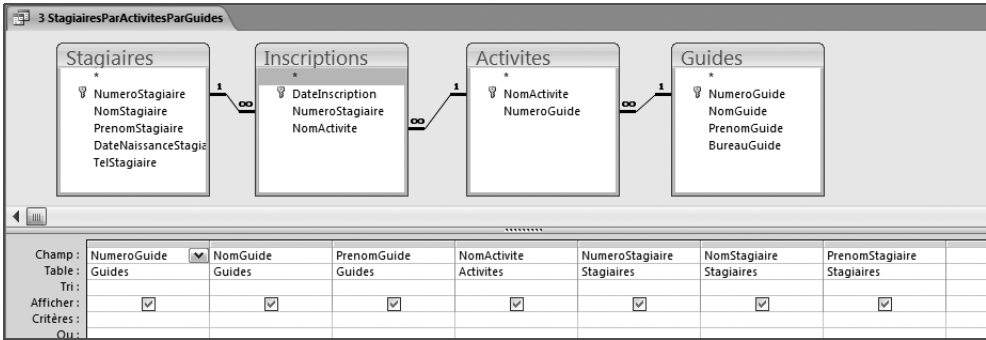 3 StagiairesParActivitesParGuides
Stagiaires
*
NumeroStagiaire
NomStagiaire
PrenomStagiaire
DateNaissanceStagia
TelStagiaire
1
∞
Inscriptions
*
DateInscription
NumeroStagiaire
NomActivite
∞
1
Activites
*
NomActivite
NumeroGuide
∞
1
Guides
*
NumeroGuide
NomGuide
PrenomGuide
BureauGuide
Champ : NumeroGuide NomGuide PrenomGuide NomActivite NumeroStagiaire NomStagiaire PrenomStagiaire
Table : Guides Guides Guides Activites Stagiaires Stagiaires Stagiaires
Tri :
Afficher :
Critères :
Ou :